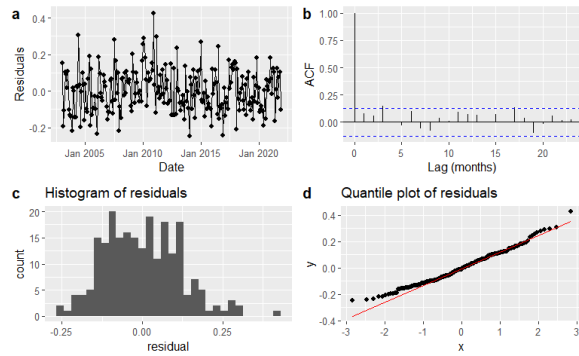 a
Residuals
0.4
0.2
0.0
-0.2
Jan 2005 Jan 2010 Jan 2015 Jan 2020
Date
b
ACF
1.00
0.75
0.50
0.25
0.00
0 10 20
Lag (months)
c Histogram of residuals
count
20
15
10
5
0
-0.25 0.00 0.25
residual
d Quantile plot of residuals
y
0.4
0.2
0.0
-0.2
-0.4
-3 -2 -1 0 1 2 3
x